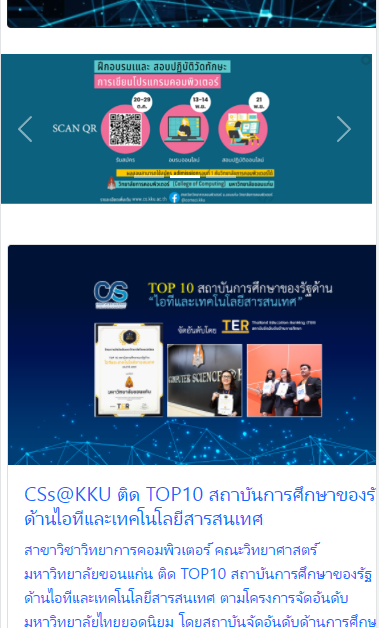 ฝึกอบรมและ สอบปฏิบัติวัดทักษะ
การเขียนโปรแกรมคอมพิวเตอร์
20-29
ต.ค.
13-14
พ.ย.
21
พ.ย.
SCAN QR
รับสมัคร
อบรมออนไลน์
สอบปฏิบัติออนไลน์
วิทยาลัยการคอมพิวเตอร์ (College of Computing) มหาวิทยาลัยขอนแก่น
CS
TOP 10 สถาบันการศึกษาของรัฐด้าน
“ไอทีและเทคโนโลยีสารสนเทศ”
จัดอันดับโดย TER
Thailand Education Ranking (TER)
มหาวิทยาลัยขอนแก่น
TER
COMPUTER SCIENCE
CSs@KKU ติด TOP10 สถาบันการศึกษาของรั
ด้านไอทีและเทคโนโลยีสารสนเทศ
สาขาวิชาวิทยาการคอมพิวเตอร์ คณะวิทยาศาสตร์
มหาวิทยาลัยขอนแก่น ติด TOP10 สถาบันการศึกษาของรัฐ
ด้านไอทีและเทคโนโลยีสารสนเทศ ตามโครงการจัดอันดับ
มหาวิทยาลัยไทยยอดนิยม โดยสถาบันจัดอันดับด้านการศึกษ